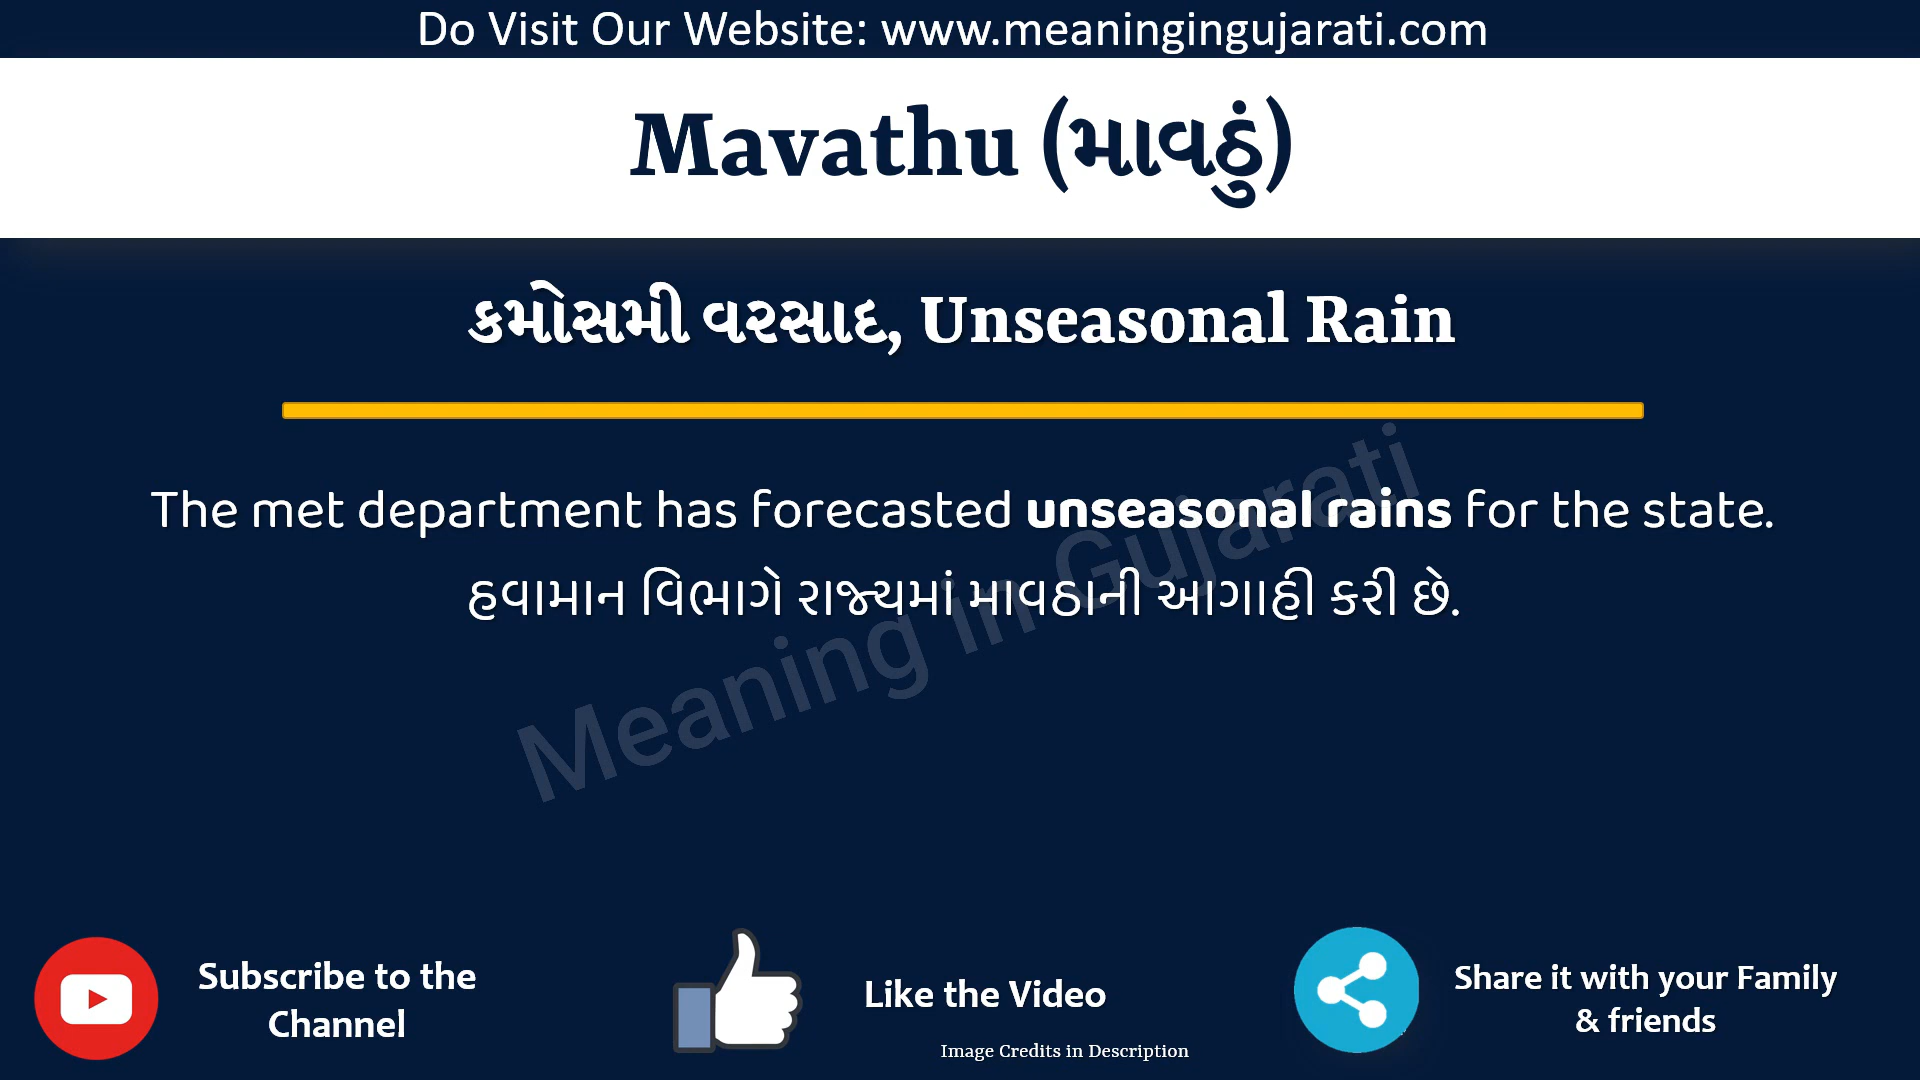 Do Visit Our Website: www.meaningingujarati.com
Mavathu (માવઠું)
કમોસમી વરસાદ, Unseasonal Rain
The met department has forecasted unseasonal rains for the state.
હવામાન વિભાગે રાજ્યમાં માવઠાની આગાહી કરી છે.
Meaning in Gujarati
Subscribe to the
Channel
Like the Video
Share it with your Family
& friends
Image Credits in Description